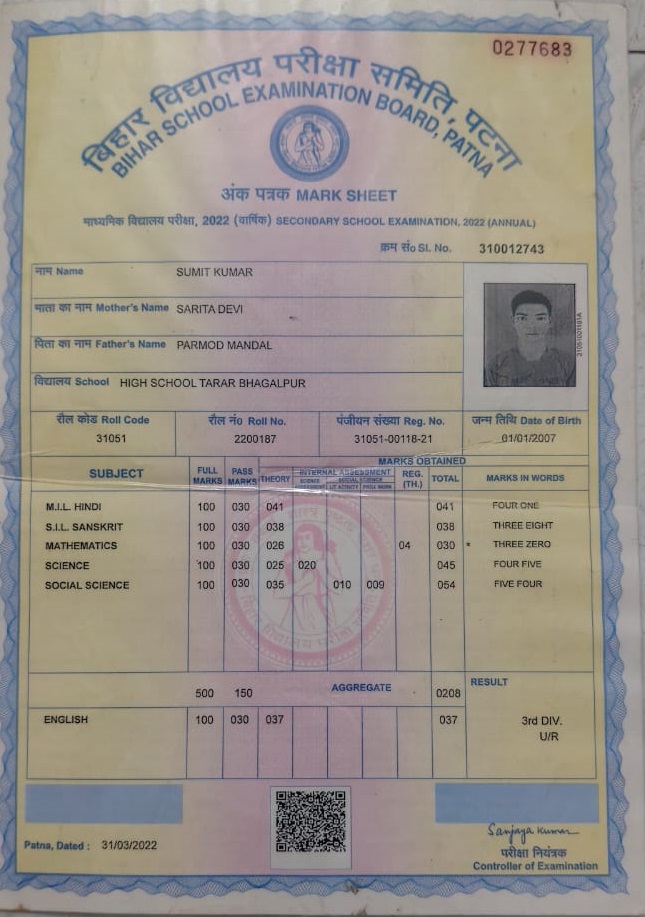 0277683
बिहार विद्यालय परीक्षा समिति, पटना
BIHAR SCHOOL EXAMINATION BOARD, PATNA
अंक पत्रक MARK SHEET
माध्यमिक विद्यालय परीक्षा, 2022 (वार्षिक) SECONDARY SCHOOL EXAMINATION, 2022 (ANNUAL)
क्रम सं० Sl. No. 310012743
नाम Name SUMIT KUMAR
माता का नाम Mother's Name SARITA DEVI
पिता का नाम Father's Name PARMOD MANDAL
विद्यालय School HIGH SCHOOL TARAR BHAGALPUR
रौल कोड Roll Code रौल नं० Roll No. पंजीयन संख्या Reg. No. जन्म तिथि Date of Birth
31051 2200187 31051-00118-21 01/01/2007
MARKS OBTAINED
SUBJECT FULL MARKS PASS MARKS THEORY INTERNAL ASSESSMENT REG. (TH.) TOTAL MARKS IN WORDS
SCIENCE SOCIAL SCIENCE
M.I.L. HINDI 100 030 041 041 FOUR ONE
S.I.L. SANSKRIT 100 030 038 038 THREE EIGHT
MATHEMATICS 100 030 026 04 030 * THREE ZERO
SCIENCE 100 030 025 020 045 FOUR FIVE
SOCIAL SCIENCE 100 030 035 010 009 054 FIVE FOUR
500 150 AGGREGATE 0208 RESULT
ENGLISH 100 030 037 037 3rd DIV.
U/R
Patna, Dated : 31/03/2022
Sanjaya Kumar
परीक्षा नियंत्रक
Controller of Examination